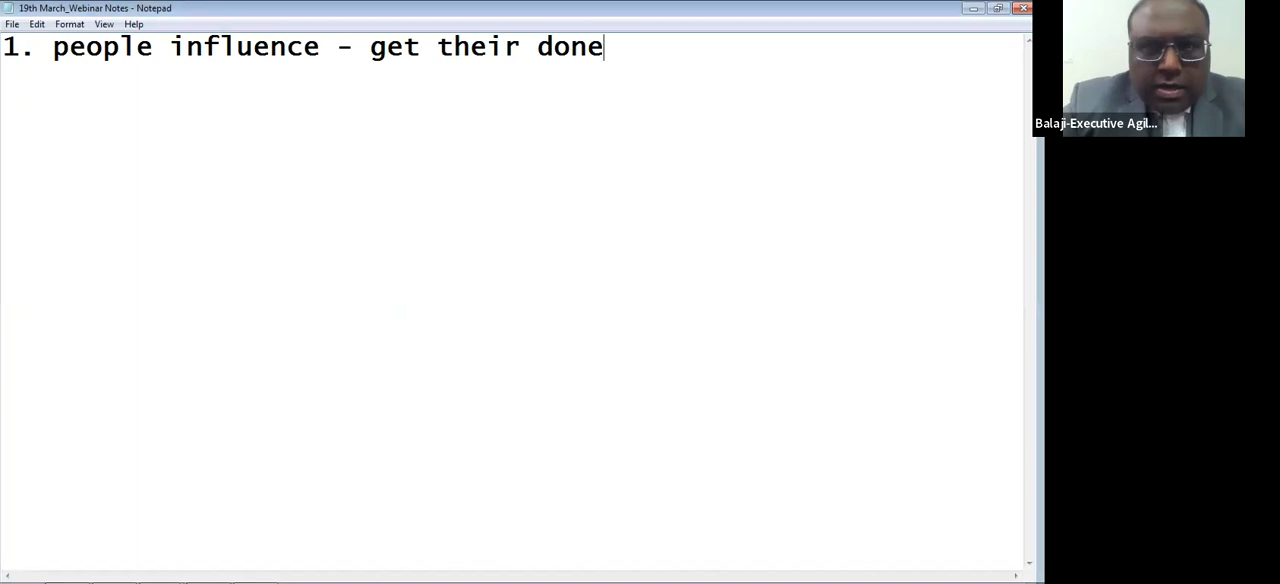 19th March_Webinar Notes - Notepad
File Edit Format View Help
1. people influence - get their done
Balaji-Executive Agil...